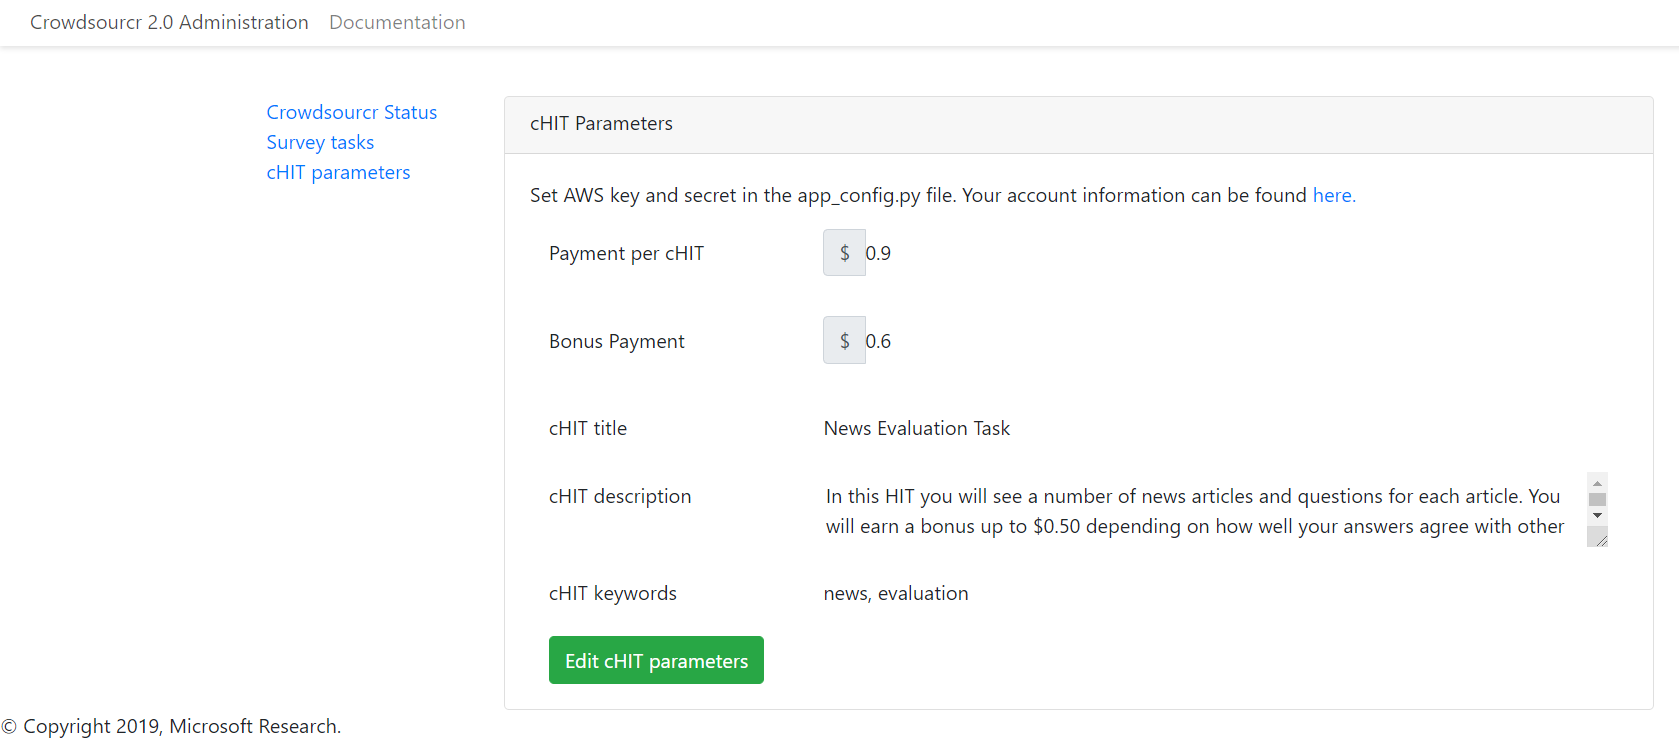 Crowdsourcr 2.0 Administration Documentation
Crowdsourcr Status
Survey tasks
cHIT parameters
cHIT Parameters
Set AWS key and secret in the app_config.py file. Your account information can be found here.
Payment per cHIT $ 0.9
Bonus Payment $ 0.6
cHIT title News Evaluation Task
cHIT description In this HIT you will see a number of news articles and questions for each article. You
will earn a bonus up to $0.50 depending on how well your answers agree with other
cHIT keywords news, evaluation
Edit cHIT parameters
© Copyright 2019, Microsoft Research.